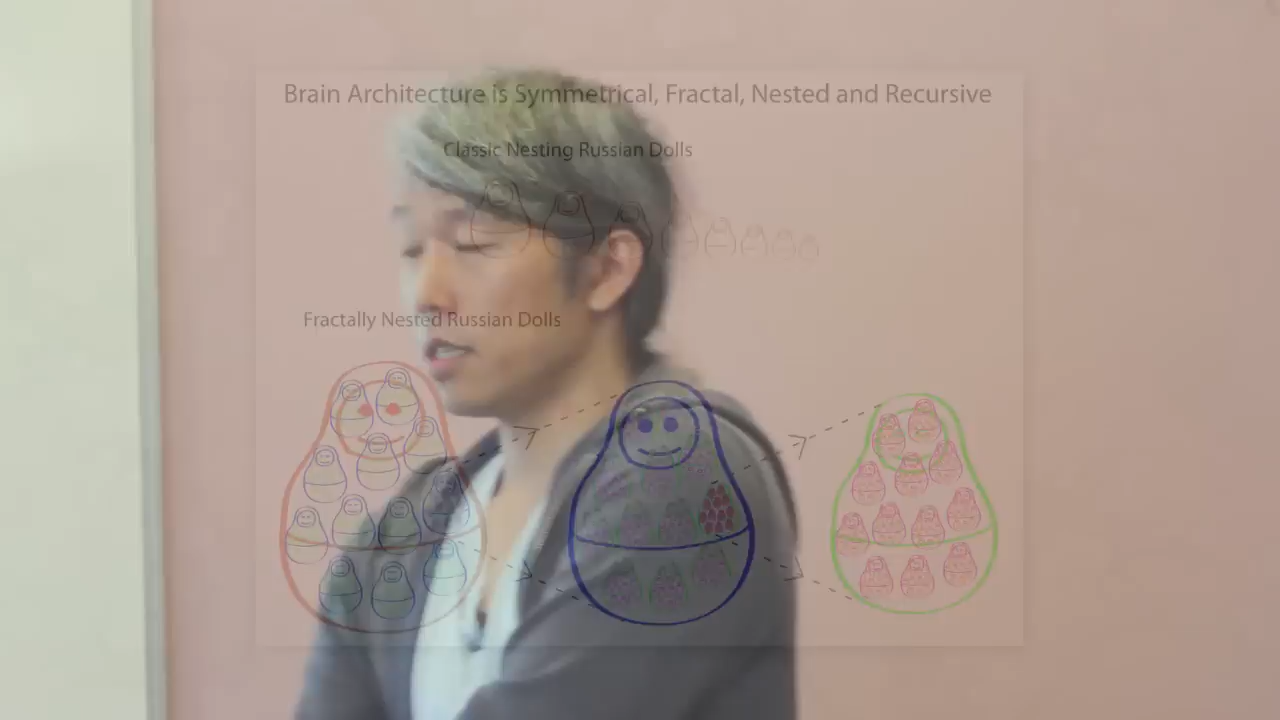 Brain Architecture is Symmetrical, Fractal, Nested and Recursive
Classic Nesting Russian Dolls
Fractally Nested Russian Dolls